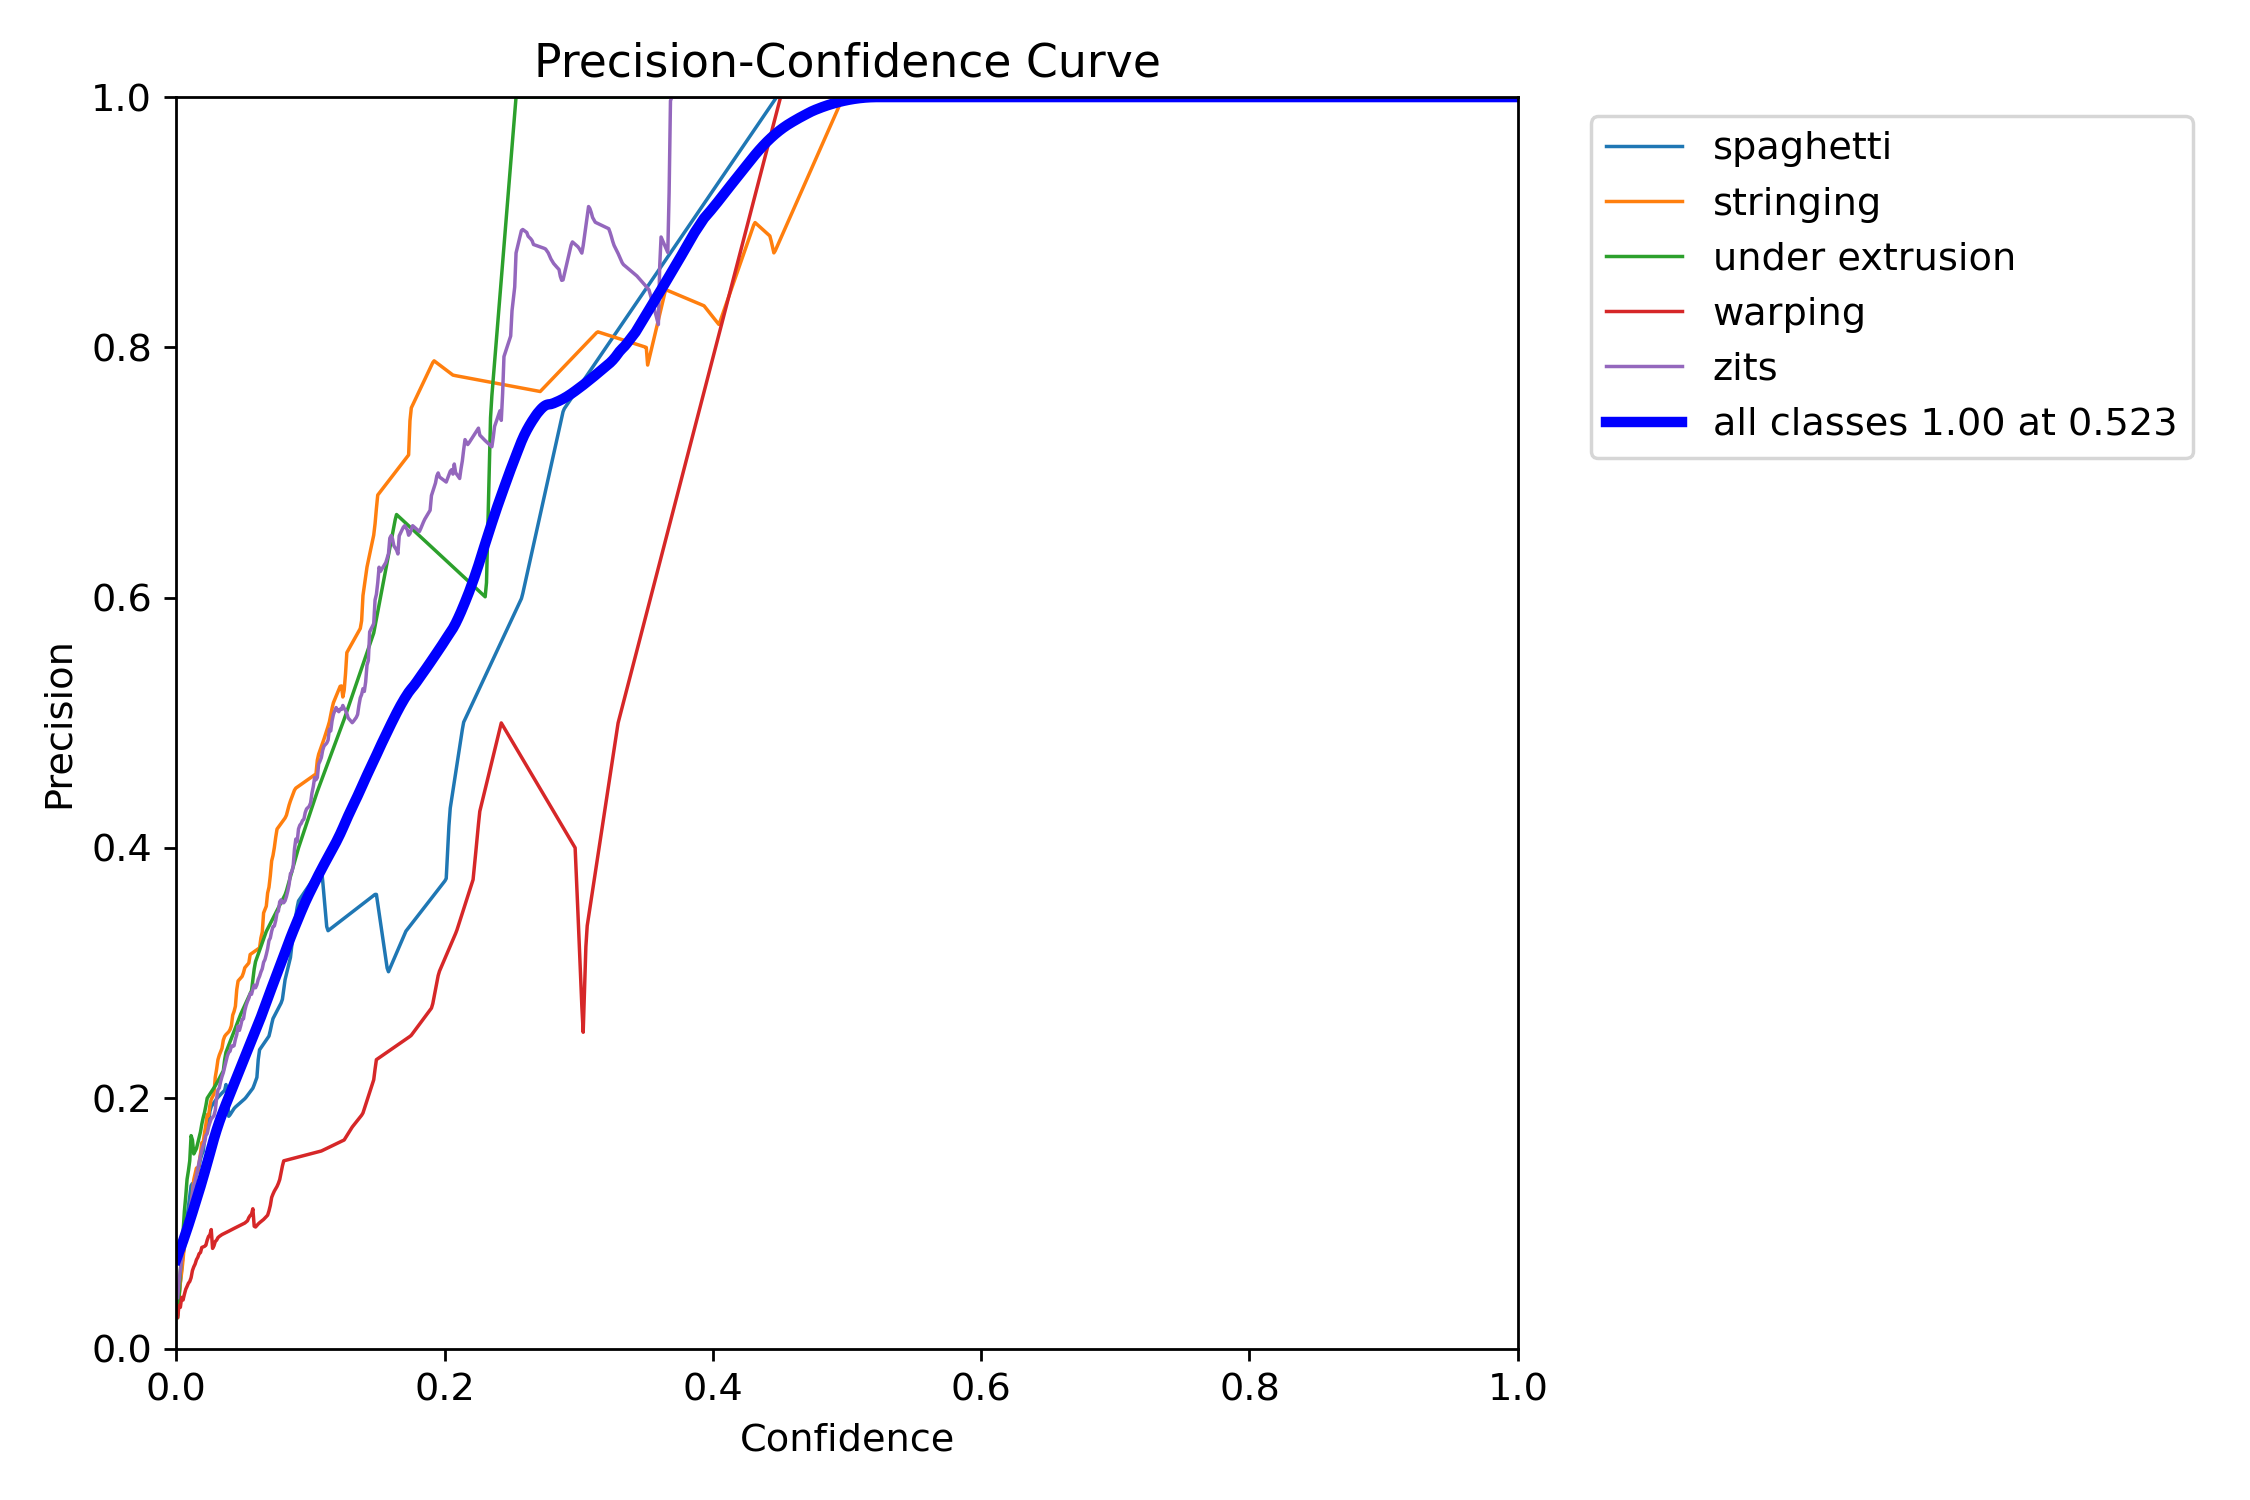 Precision-Confidence Curve
1.0
0.8
0.6
0.4
0.2
0.0
Precision
0.0 0.2 0.4 0.6 0.8 1.0
Confidence
spaghetti
stringing
under extrusion
warping
zits
all classes 1.00 at 0.523